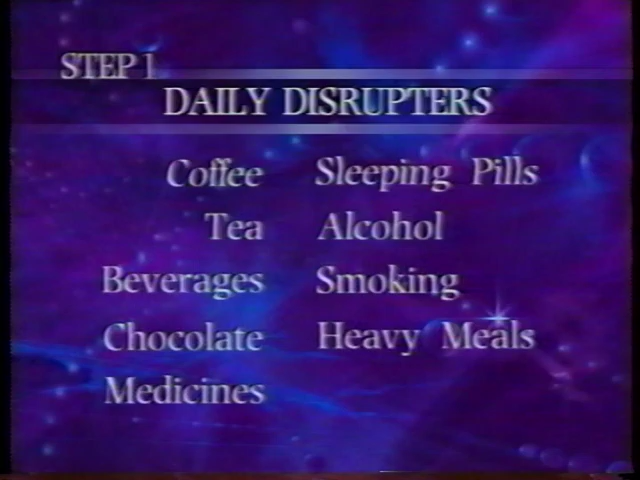 STEP 1
DAILY DISRUPTERS
Coffee
Tea
Beverages
Chocolate
Medicines
Sleeping Pills
Alcohol
Smoking
Heavy Meals